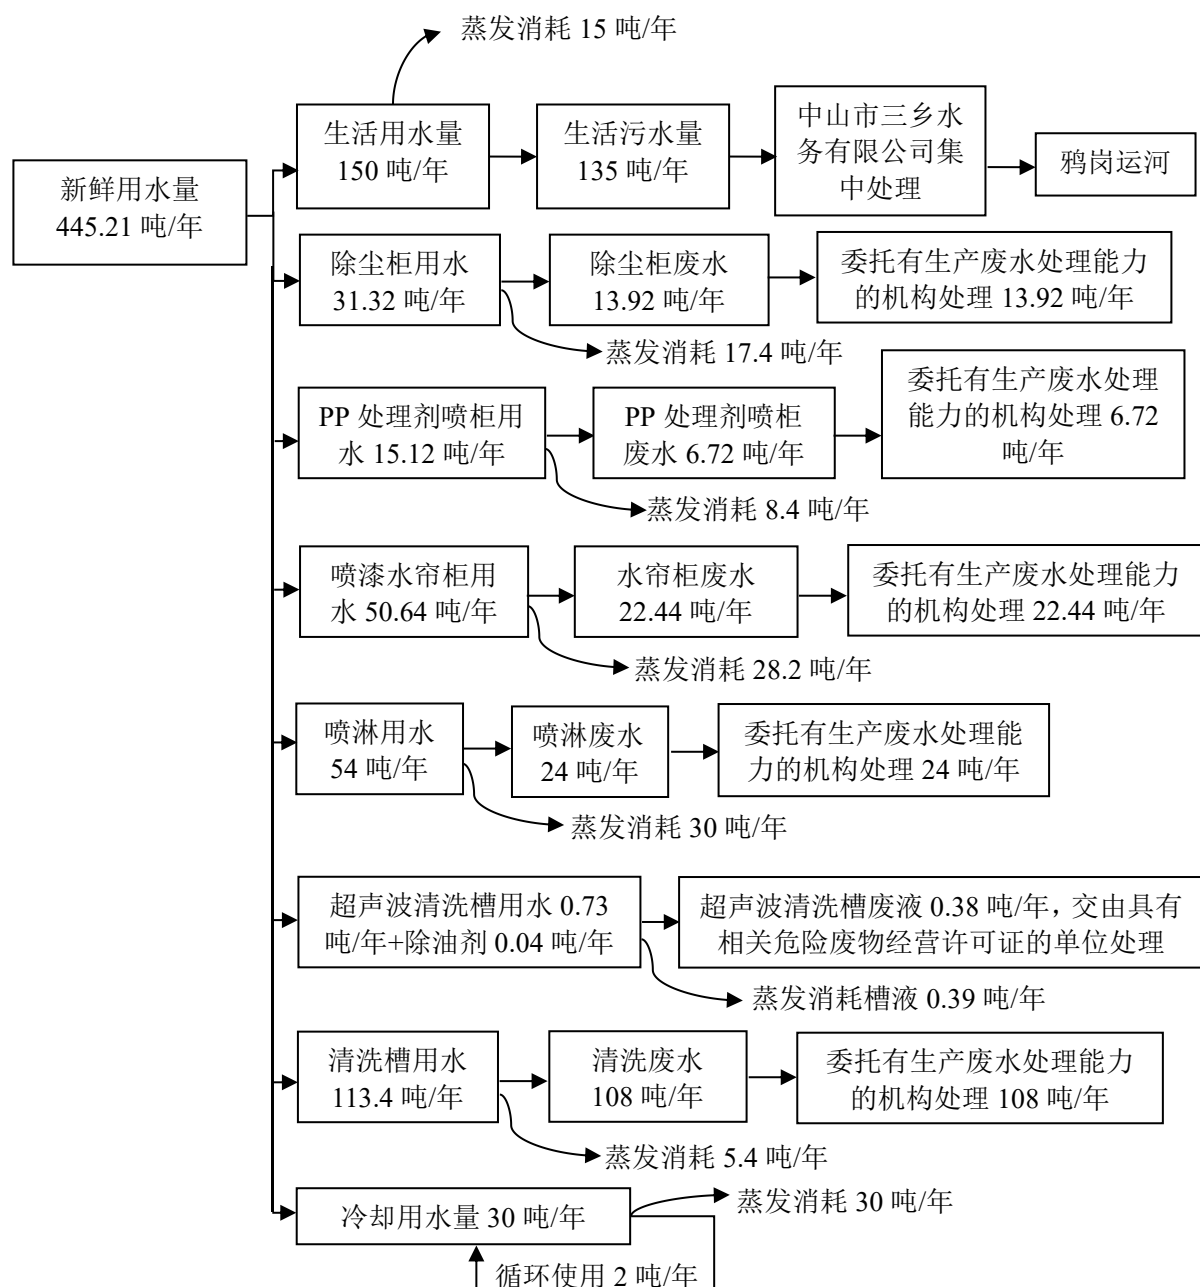 蒸发消耗 15 吨/年
生活用水量
150 吨/年
生活污水量
135 吨/年
中山市三乡水
务有限公司集
中处理
鸦岗运河
新鲜用水量
445.21 吨/年
除尘柜用水
31.32 吨/年
除尘柜废水
13.92 吨/年
委托有生产废水处理能力
的机构处理 13.92 吨/年
蒸发消耗 17.4 吨/年
PP 处理剂喷柜用
水 15.12 吨/年
PP 处理剂喷柜
废水 6.72 吨/年
委托有生产废水处理
能力的机构处理 6.72
吨/年
蒸发消耗 8.4 吨/年
喷漆水帘柜用
水 50.64 吨/年
水帘柜废水
22.44 吨/年
委托有生产废水处理能力
的机构处理 22.44 吨/年
蒸发消耗 28.2 吨/年
喷淋用水
54 吨/年
喷淋废水
24 吨/年
委托有生产废水处理能
力的机构处理 24 吨/年
蒸发消耗 30 吨/年
超声波清洗槽用水 0.73
吨/年+除油剂 0.04 吨/年
超声波清洗槽废液 0.38 吨/年，交由具有
相关危险废物经营许可证的单位处理
蒸发消耗槽液 0.39 吨/年
清洗槽用水
113.4 吨/年
清洗废水
108 吨/年
委托有生产废水处理能力
的机构处理 108 吨/年
蒸发消耗 5.4 吨/年
冷却用水量 30 吨/年
蒸发消耗 30 吨/年
循环使用 2 吨/年